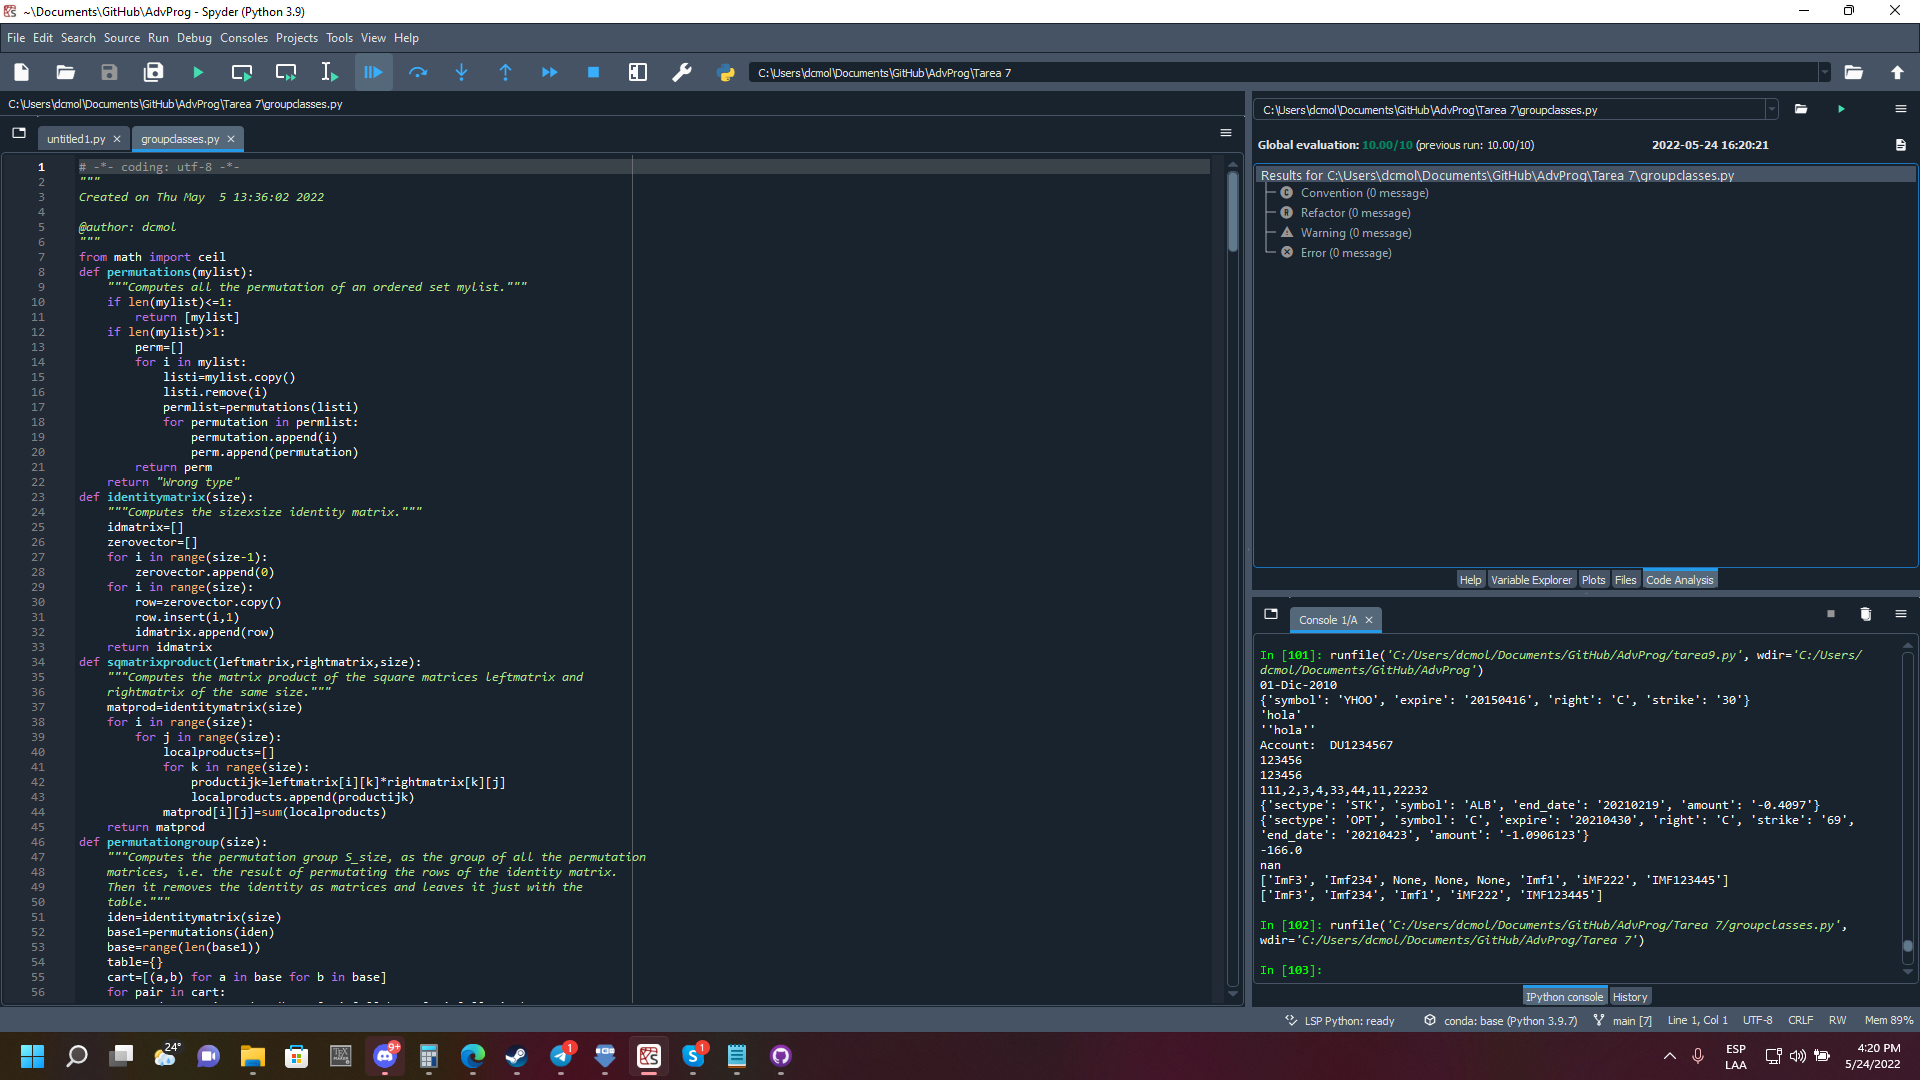 ~\Documents\GitHub\AdvProg - Spyder (Python 3.9)
File Edit Search Source Run Debug Consoles Projects Tools View Help
C:\Users\dcmol\Documents\GitHub\AdvProg\Tarea 7
C:\Users\dcmol\Documents\GitHub\AdvProg\Tarea 7\groupclasses.py
untitled1.py
groupclasses.py
1 # -*- coding: utf-8 -*-
2 """
3 Created on Thu May  5 13:36:02 2022
4
5 @author: dcmol
6 """
7 from math import ceil
8 def permutations(mylist):
9     """Computes all the permutation of an ordered set mylist."""
10     if len(mylist)<=1:
11         return [mylist]
12     if len(mylist)>1:
13         perm=[]
14         for i in mylist:
15             listi=mylist.copy()
16             listi.remove(i)
17             permlist=permutations(listi)
18             for permutation in permlist:
19                 permutation.append(i)
20                 perm.append(permutation)
21         return perm
22     return "Wrong type"
23 def identitymatrix(size):
24     """Computes the sizexsize identity matrix."""
25     idmatrix=[]
26     zerovector=[]
27     for i in range(size-1):
28         zerovector.append(0)
29     for i in range(size):
30         row=zerovector.copy()
31         row.insert(i,1)
32         idmatrix.append(row)
33     return idmatrix
34 def sqmatrixproduct(leftmatrix,rightmatrix,size):
35     """Computes the matrix product of the square matrices leftmatrix and
36     rightmatrix of the same size."""
37     matprod=identitymatrix(size)
38     for i in range(size):
39         for j in range(size):
40             localproducts=[]
41             for k in range(size):
42                 productijk=leftmatrix[i][k]*rightmatrix[k][j]
43                 localproducts.append(productijk)
44             matprod[i][j]=sum(localproducts)
45     return matprod
46 def permutationgroup(size):
47     """Computes the permutation group S_size, as the group of all the permutation
48     matrices, i.e. the result of permutating the rows of the identity matrix.
49     Then it removes the identity as matrices and leaves it just with the
50     table."""
51     iden=identitymatrix(size)
52     base1=permutations(iden)
53     base=range(len(base1))
54     table={}
55     cart=[(a,b) for a in base for b in base]
56     for pair in cart:
C:\Users\dcmol\Documents\GitHub\AdvProg\Tarea 7\groupclasses.py
Global evaluation: 10.00/10 (previous run: 10.00/10) 2022-05-24 16:20:21
Results for C:\Users\dcmol\Documents\GitHub\AdvProg\Tarea 7\groupclasses.py
Convention (0 message)
Refactor (0 message)
Warning (0 message)
Error (0 message)
Help Variable Explorer Plots Files Code Analysis
Console 1/A
In [101]: runfile('C:/Users/dcmol/Documents/GitHub/AdvProg/tarea9.py', wdir='C:/Users/
dcmol/Documents/GitHub/AdvProg')
01-Dic-2010
{'symbol': 'YHOO', 'expire': '20150416', 'right': 'C', 'strike': '30'}
'hola'
''hola''
Account:  DU1234567
123456
123456
111,2,3,4,33,44,11,22232
{'sectype': 'STK', 'symbol': 'ALB', 'end_date': '20210219', 'amount': '-0.4097'}
{'sectype': 'OPT', 'symbol': 'C', 'expire': '20210430', 'right': 'C', 'strike': '69',
'end_date': '20210423', 'amount': '-1.0906123'}
-166.0
nan
['ImF3', 'Imf234', None, None, None, 'Imf1', 'iMF222', 'IMF123445']
['ImF3', 'Imf234', 'Imf1', 'iMF222', 'IMF123445']
In [102]: runfile('C:/Users/dcmol/Documents/GitHub/AdvProg/Tarea 7/groupclasses.py',
wdir='C:/Users/dcmol/Documents/GitHub/AdvProg/Tarea 7')
In [103]:
IPython console History
LSP Python: ready conda: base (Python 3.9.7) main [7] Line 1, Col 1 UTF-8 CRLF RW Mem 89%
24° 9+ 1 1
ESP
LAA
4:20 PM
5/24/2022